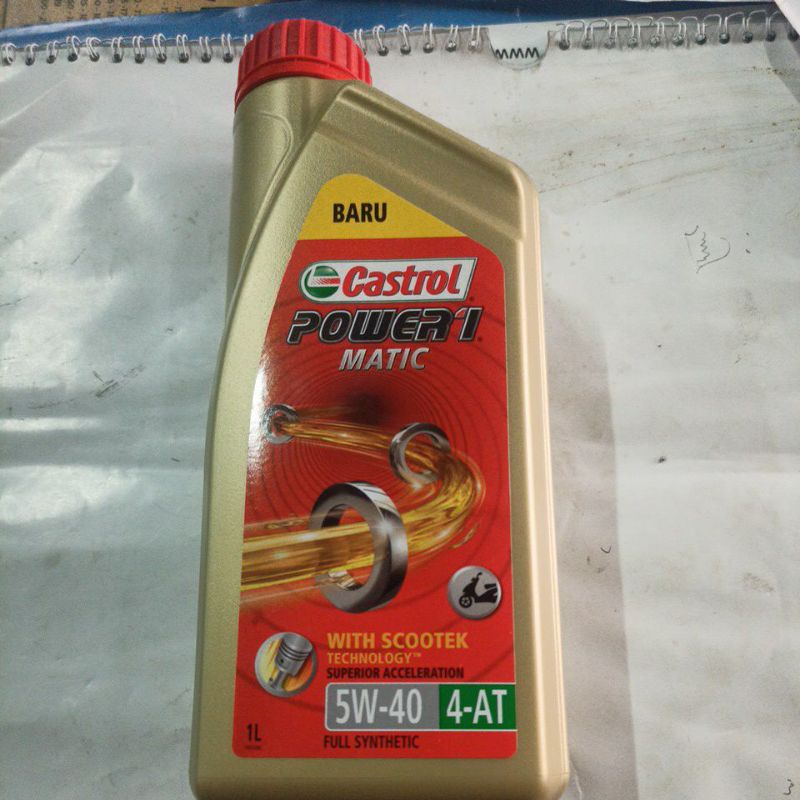 BARU
Castrol
POWER1
MATIC
WITH SCOOTEK
TECHNOLOGY™
SUPERIOR ACCELERATION
5W-40 4-AT
1L
FULL SYNTHETIC